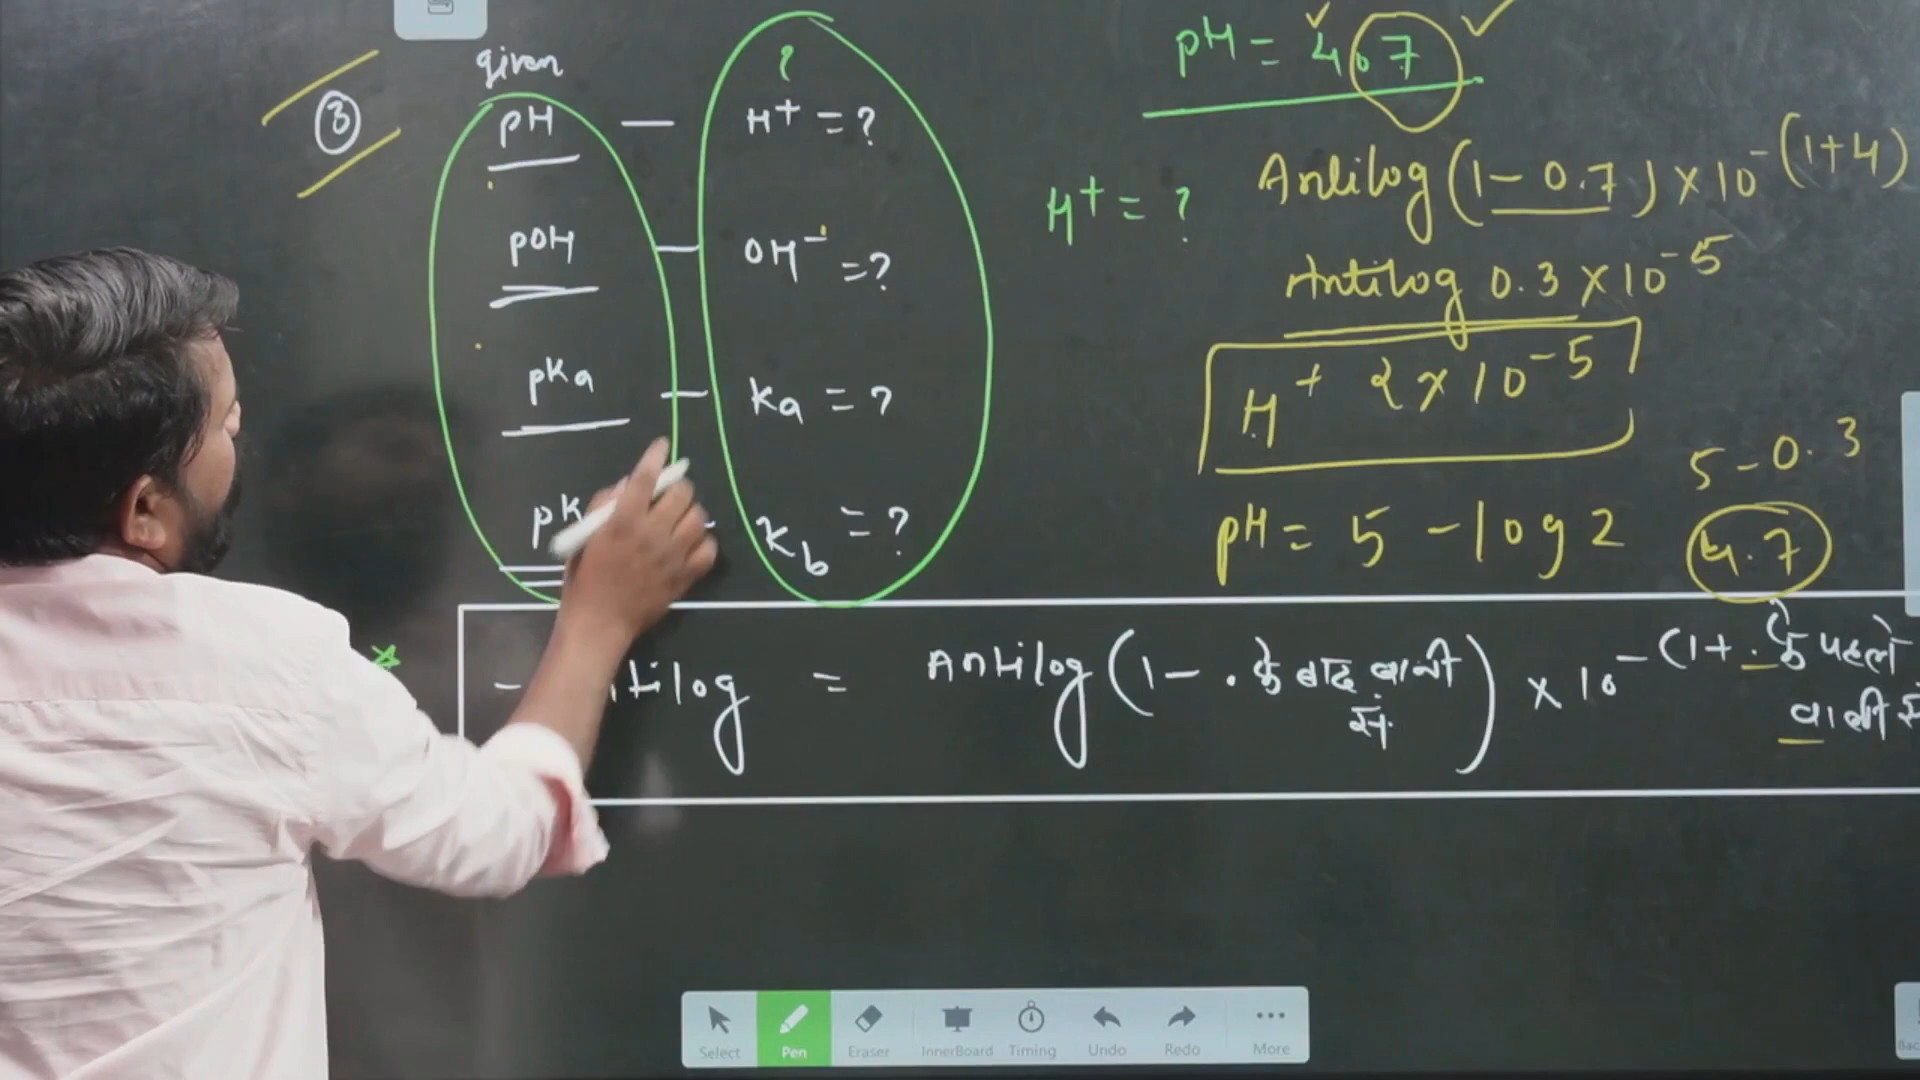 given ?
③ pH — H+ = ?
pOH — OH- = ?
pKa — Ka = ?
pK - Kb = ?
pH = 4.7
H+ = ? Antilog (1 - 0.7) × 10-(1+4)
Antilog 0.3 × 10-5
H+ 2 × 10-5
5 - 0.3
pH = 5 - log 2 4.7
- tilog = Antilog (1 - . के बाद वाली सं.) × 10-(1+ . के पहले
वाली
Select Pen Eraser InnerBoard Timing Undo Redo More